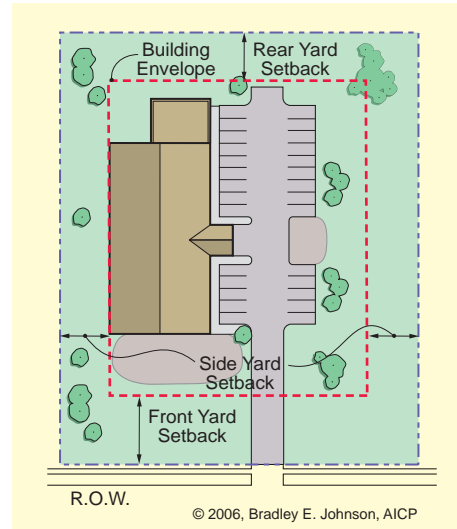 Building
Envelope
Rear Yard
Setback
Side Yard
Setback
Front Yard
Setback
R.O.W.
© 2006, Bradley E. Johnson, AICP